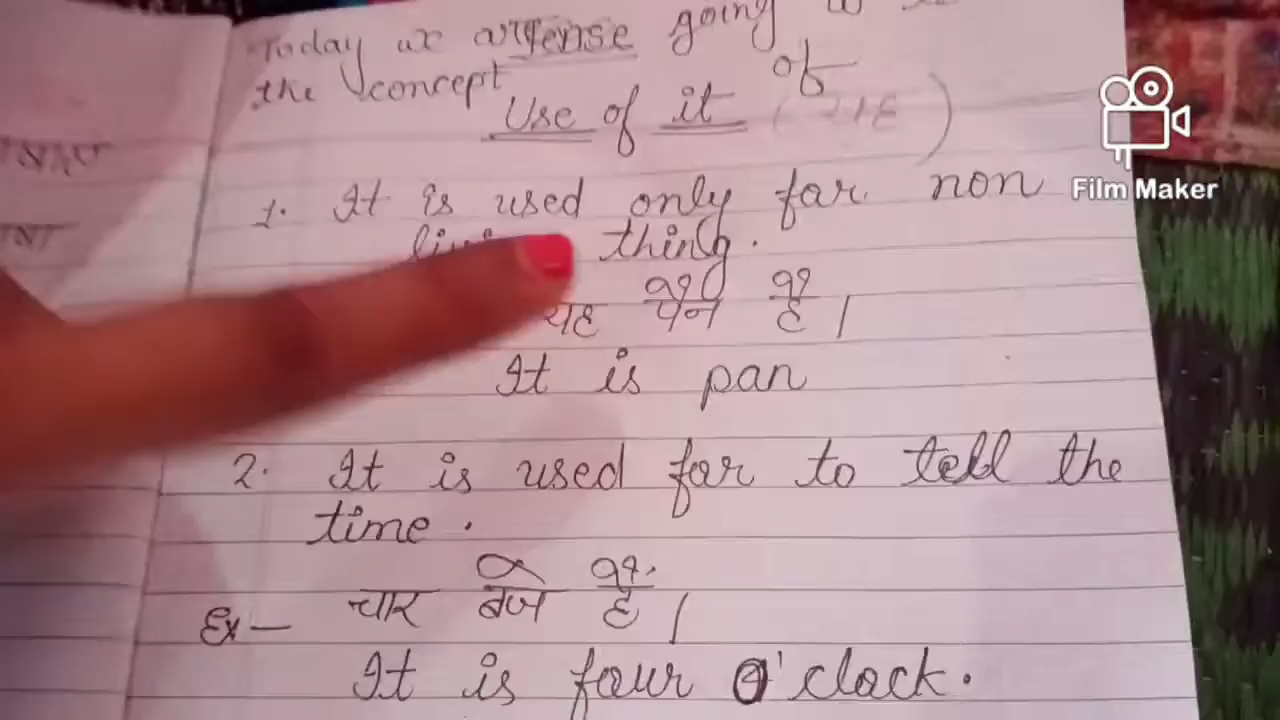 Today we are going
Tense
the concept of
Use of it (यह)
1. It is used only for non
thing.
यह पेन है।
It is pan
2. It is used for to tell the
time.
Ex – चार बजे है।
It is four O'clock.
Film Maker